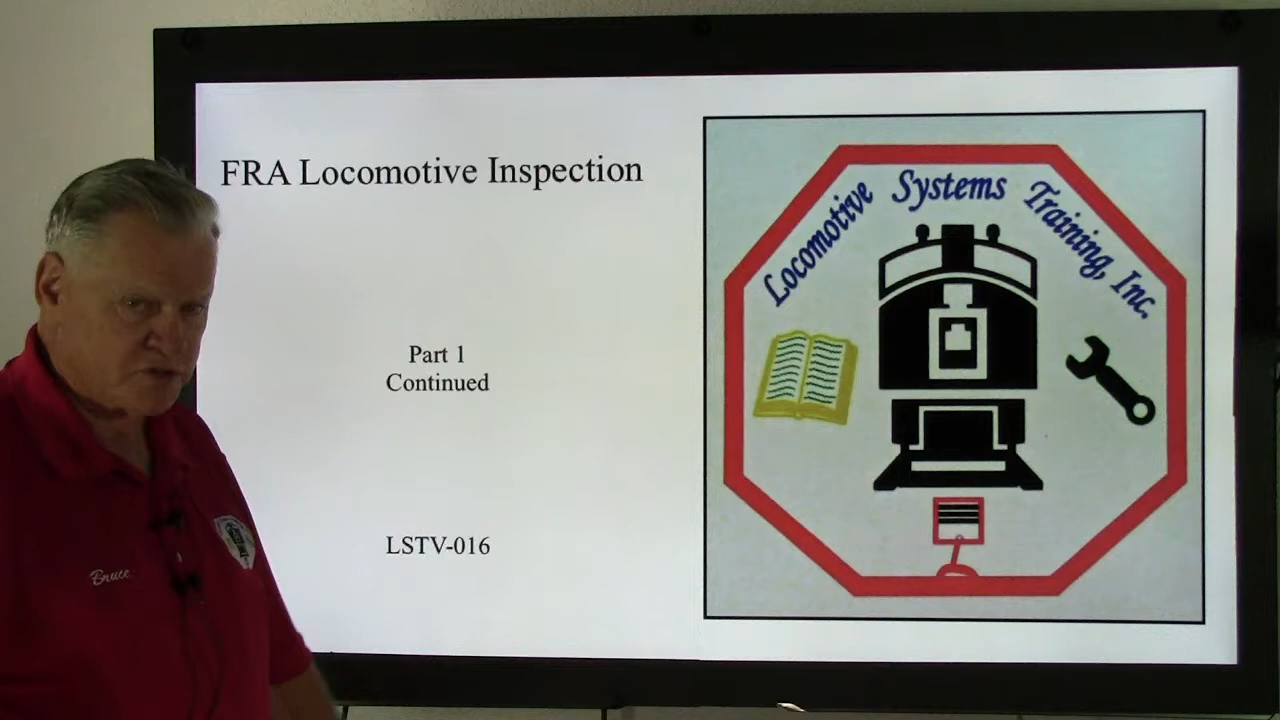 FRA Locomotive Inspection
Part 1
Continued
LSTV-016
Locomotive Systems Training, Inc.
Bruce